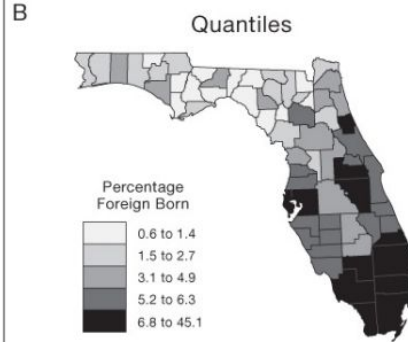 B
Quantiles
Percentage
Foreign Born
0.6 to 1.4
1.5 to 2.7
3.1 to 4.9
5.2 to 6.3
6.8 to 45.1